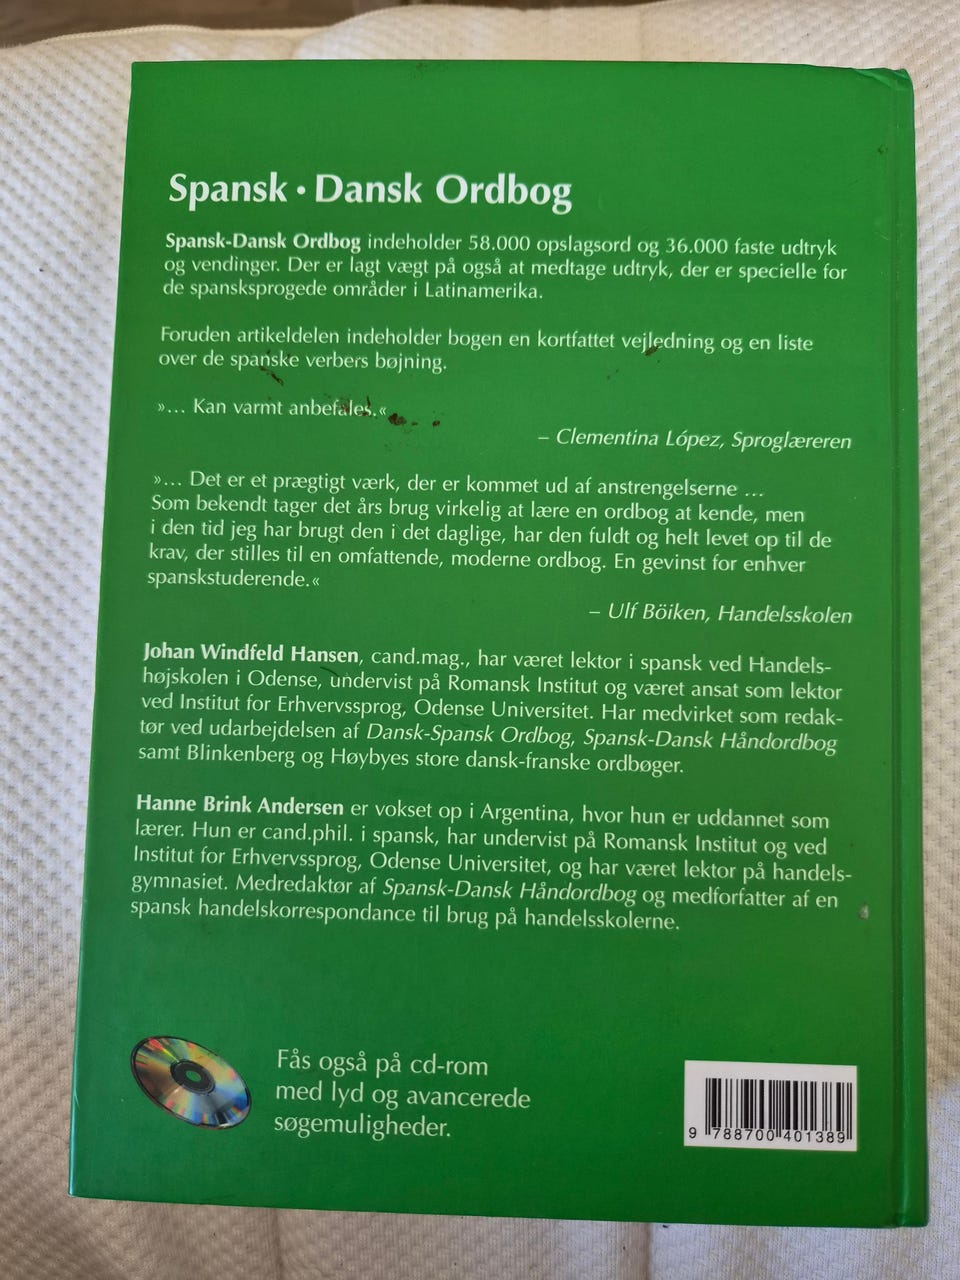 Spansk • Dansk Ordbog
Spansk-Dansk Ordbog indeholder 58.000 opslagsord og 36.000 faste udtryk
og vendinger. Der er lagt vægt på også at medtage udtryk, der er specielle for
de spansksprogede områder i Latinamerika.
Foruden artikeldelen indeholder bogen en kortfattet vejledning og en liste
over de spanske verbers bøjning.
»... Kan varmt anbefales.«
– Clementina López, Sproglæreren
»... Det er et prægtigt værk, der er kommet ud af anstrengelserne ...
Som bekendt tager det års brug virkelig at lære en ordbog at kende, men
i den tid jeg har brugt den i det daglige, har den fuldt og helt levet op til de
krav, der stilles til en omfattende, moderne ordbog. En gevinst for enhver
spanskstuderende.«
– Ulf Böiken, Handelsskolen
Johan Windfeld Hansen, cand.mag., har været lektor i spansk ved Handels-
højskolen i Odense, undervist på Romansk Institut og været ansat som lektor
ved Institut for Erhvervssprog, Odense Universitet. Har medvirket som redak-
tør ved udarbejdelsen af Dansk-Spansk Ordbog, Spansk-Dansk Håndordbog
samt Blinkenberg og Høybyes store dansk-franske ordbøger.
Hanne Brink Andersen er vokset op i Argentina, hvor hun er uddannet som
lærer. Hun er cand.phil. i spansk, har undervist på Romansk Institut og ved
Institut for Erhvervssprog, Odense Universitet, og har været lektor på handels-
gymnasiet. Medredaktør af Spansk-Dansk Håndordbog og medforfatter af en
spansk handelskorrespondance til brug på handelsskolerne.
Fås også på cd-rom
med lyd og avancerede
søgemuligheder.
9 788700 401389